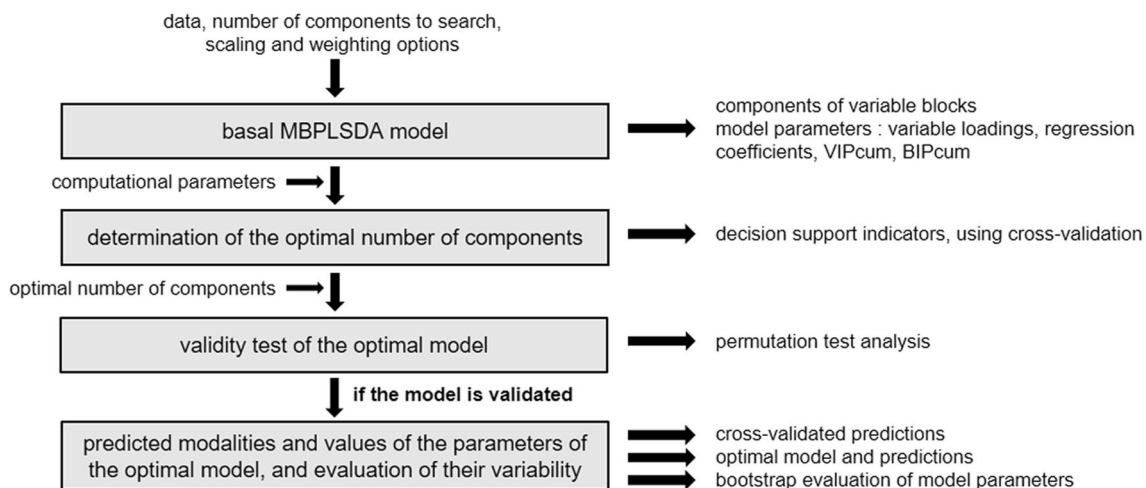 data, number of components to search,
scaling and weighting options
basal MBPLSDA model
components of variable blocks
model parameters : variable loadings, regression
coefficients, VIPcum, BIPcum
computational parameters
determination of the optimal number of components
decision support indicators, using cross-validation
optimal number of components
validity test of the optimal model
permutation test analysis
if the model is validated
predicted modalities and values of the parameters of
the optimal model, and evaluation of their variability
cross-validated predictions
optimal model and predictions
bootstrap evaluation of model parameters